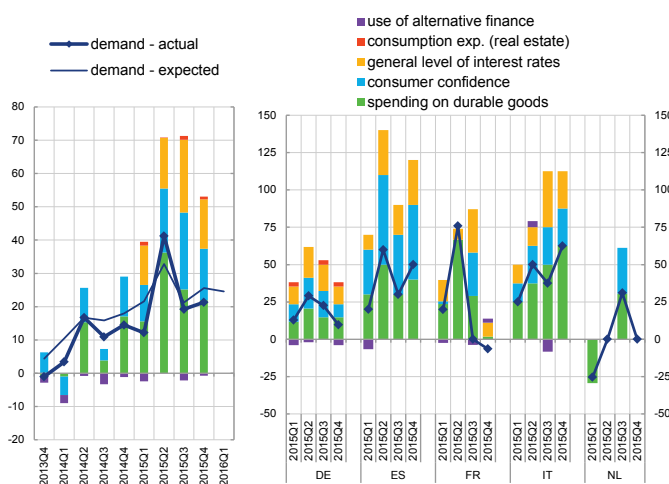 use of alternative finance
consumption exp. (real estate)
general level of interest rates
consumer confidence
spending on durable goods
demand - actual
demand - expected
80
70
60
50
40
30
20
10
0
-10
-20
2013Q4
2014Q1
2014Q2
2014Q3
2014Q4
2015Q1
2015Q2
2015Q3
2015Q4
2016Q1
150
125
100
75
50
25
0
-25
-50
2015Q1
2015Q2
2015Q3
2015Q4
2015Q1
2015Q2
2015Q3
2015Q4
2015Q1
2015Q2
2015Q3
2015Q4
2015Q1
2015Q2
2015Q3
2015Q4
2015Q1
2015Q2
2015Q3
2015Q4
DE ES FR IT NL
150
125
100
75
50
25
0
-25
-50